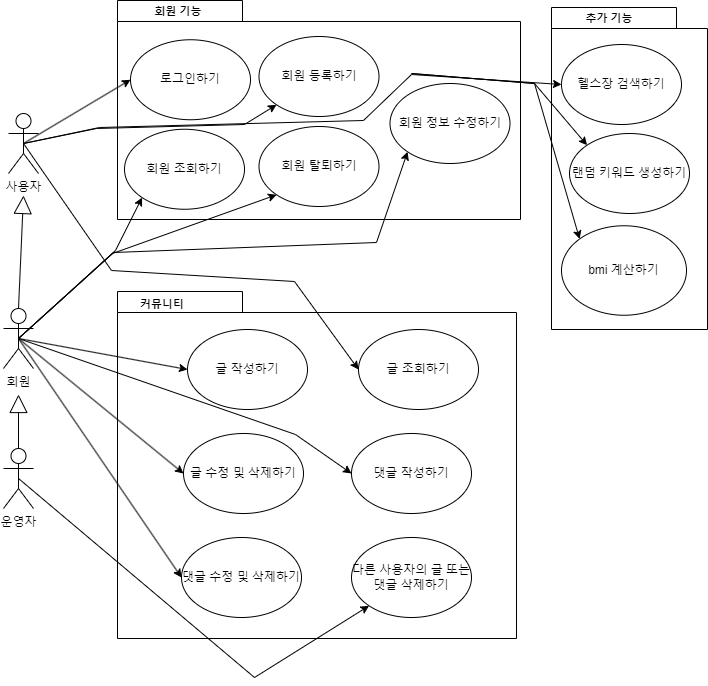 회원 기능
추가 기능
로그인하기
회원 등록하기
헬스장 검색하기
회원 정보 수정하기
사용자
회원 조회하기
회원 탈퇴하기
랜덤 키워드 생성하기
bmi 계산하기
커뮤니티
회원
글 작성하기
글 조회하기
글 수정 및 삭제하기
댓글 작성하기
운영자
댓글 수정 및 삭제하기
다른 사용자의 글 또는
댓글 삭제하기